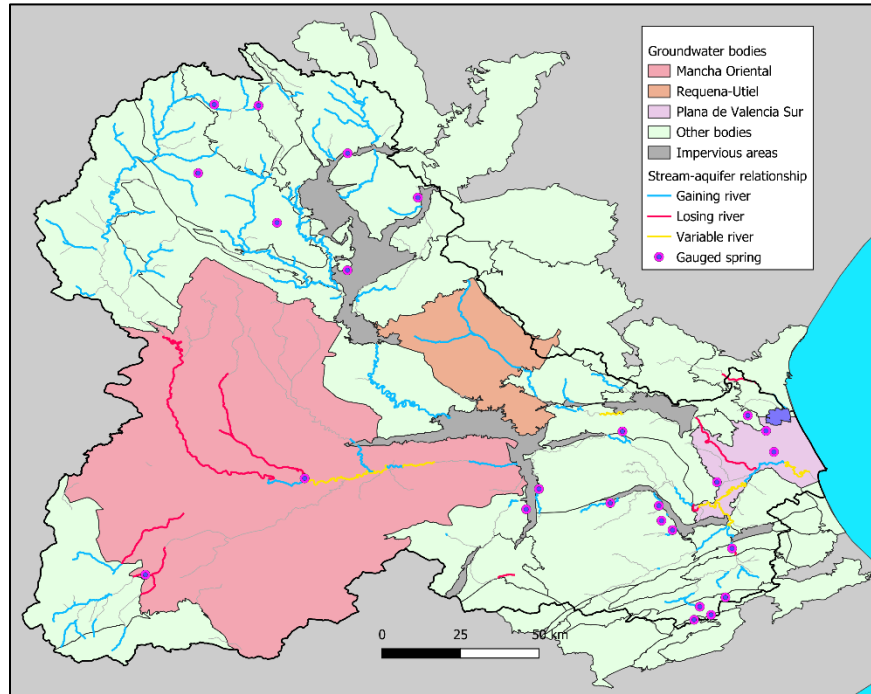 Groundwater bodies
Mancha Oriental
Requena-Utiel
Plana de Valencia Sur
Other bodies
Impervious areas
Stream-aquifer relationship
Gaining river
Losing river
Variable river
Gauged spring
0 25 50 km